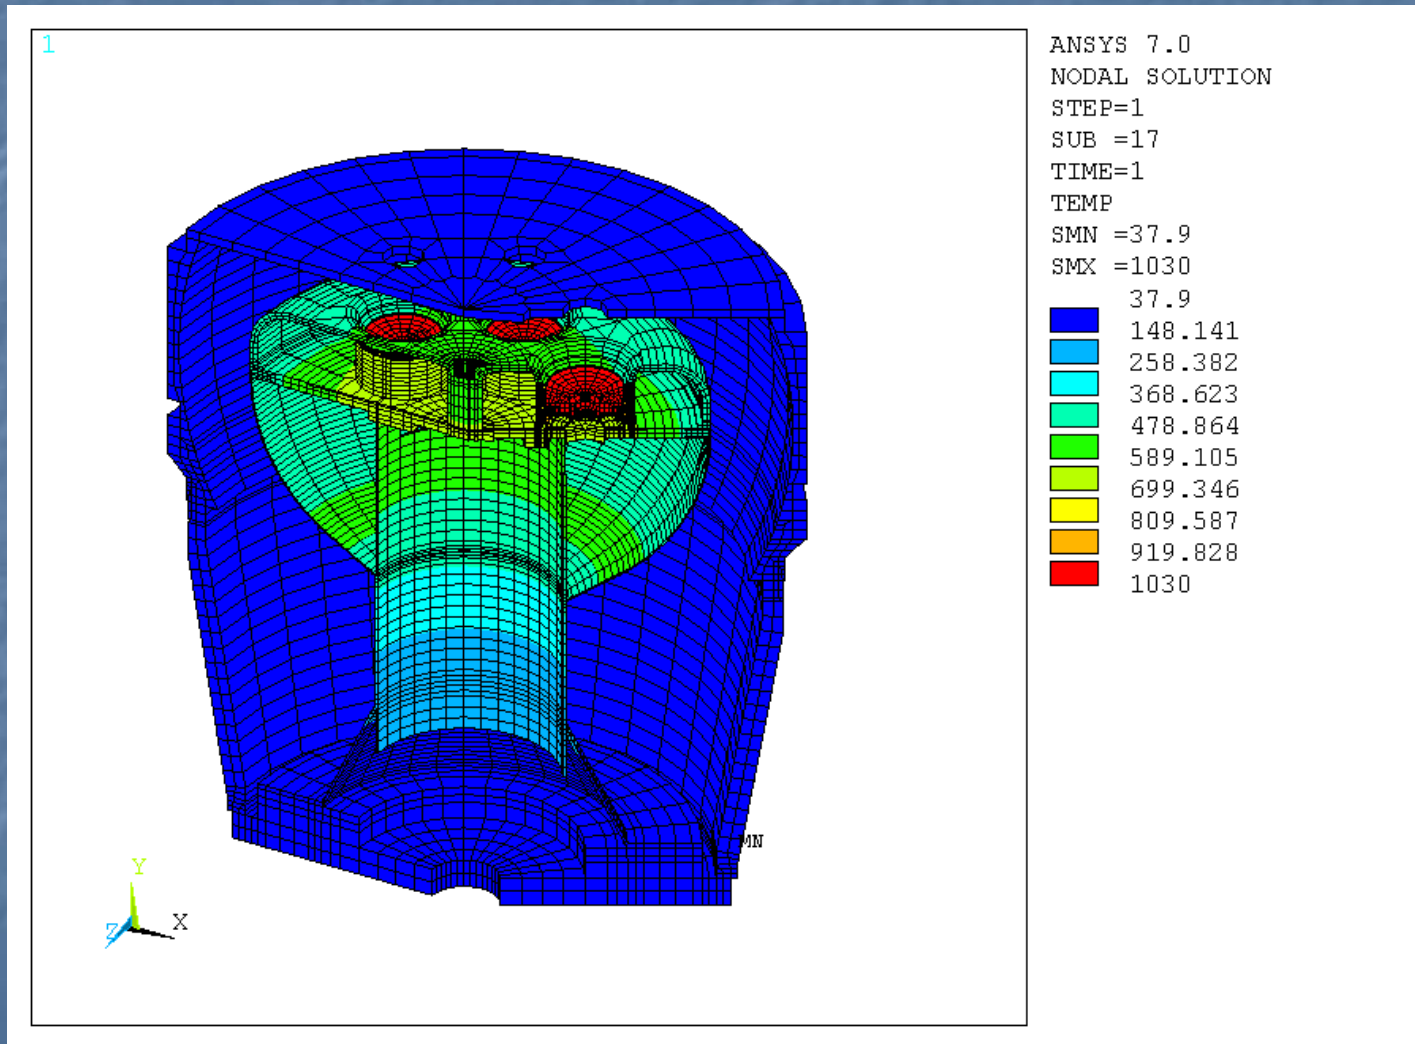 1
ANSYS 7.0
NODAL SOLUTION
STEP=1
SUB =17
TIME=1
TEMP
SMN =37.9
SMX =1030
37.9
148.141
258.382
368.623
478.864
589.105
699.346
809.587
919.828
1030
MN
Y
Z X